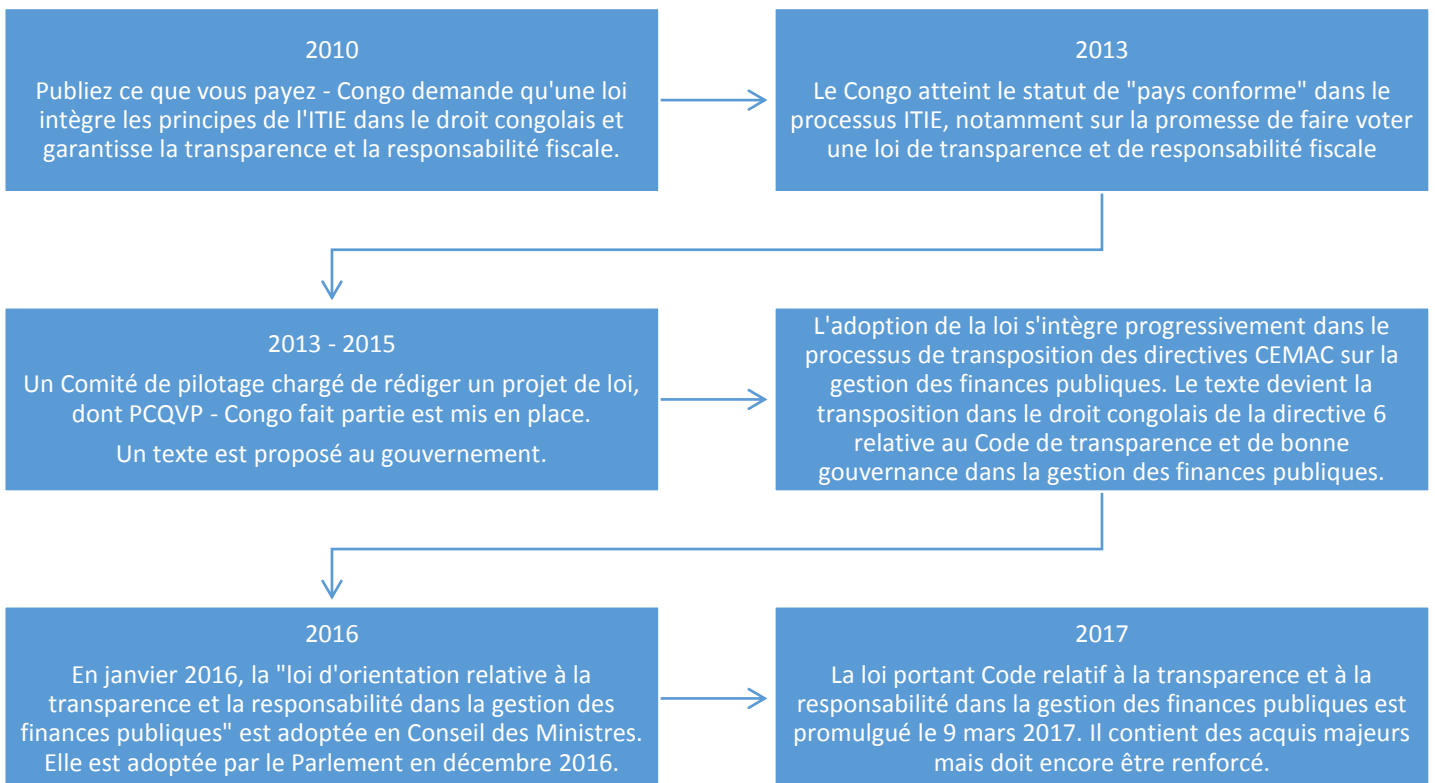 2010
Publiez ce que vous payez - Congo demande qu'une loi
intègre les principes de l'ITIE dans le droit congolais et
garantisse la transparence et la responsabilité fiscale.
2013
Le Congo atteint le statut de "pays conforme" dans le
processus ITIE, notamment sur la promesse de faire voter
une loi de transparence et de responsabilité fiscale
2013 - 2015
Un Comité de pilotage chargé de rédiger un projet de loi,
dont PCQVP - Congo fait partie est mis en place.
Un texte est proposé au gouvernement.
L'adoption de la loi s'intègre progressivement dans le
processus de transposition des directives CEMAC sur la
gestion des finances publiques. Le texte devient la
transposition dans le droit congolais de la directive 6
relative au Code de transparence et de bonne
gouvernance dans la gestion des finances publiques.
2016
En janvier 2016, la "loi d'orientation relative à la
transparence et la responsabilité dans la gestion des
finances publiques" est adoptée en Conseil des Ministres.
Elle est adoptée par le Parlement en décembre 2016.
2017
La loi portant Code relatif à la transparence et à la
responsabilité dans la gestion des finances publiques est
promulgué le 9 mars 2017. Il contient des acquis majeurs
mais doit encore être renforcé.